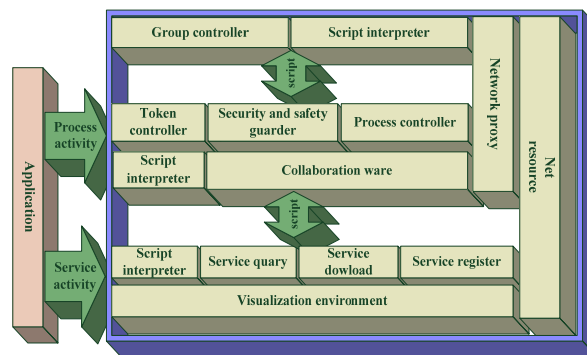 Group controller
Script interpreter
script
Token
controller
Security and safety
guarder
Process controller
Script
interpreter
Collaboration ware
script
Script
interpreter
Service quary
Service
dowload
Service register
Visualization environment
Network proxy
Net
resource
Application
Process
activity
Service
activity